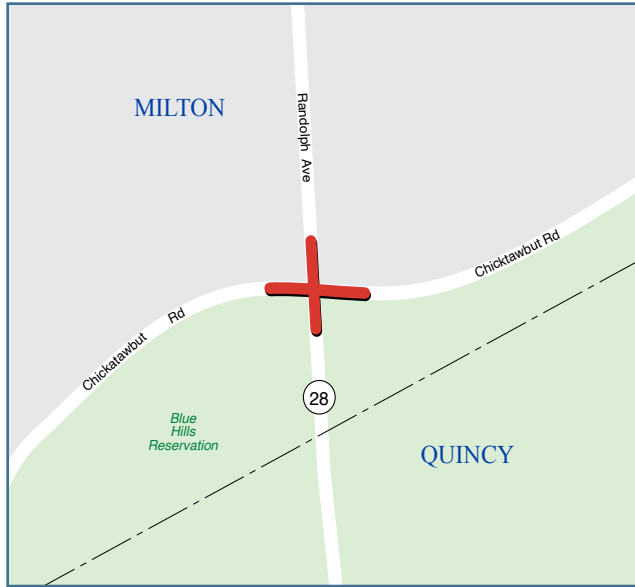 MILTON
Randolph Ave
Chicktawbut Rd
Chickatawbut Rd
28
Blue
Hills
Reservation
QUINCY